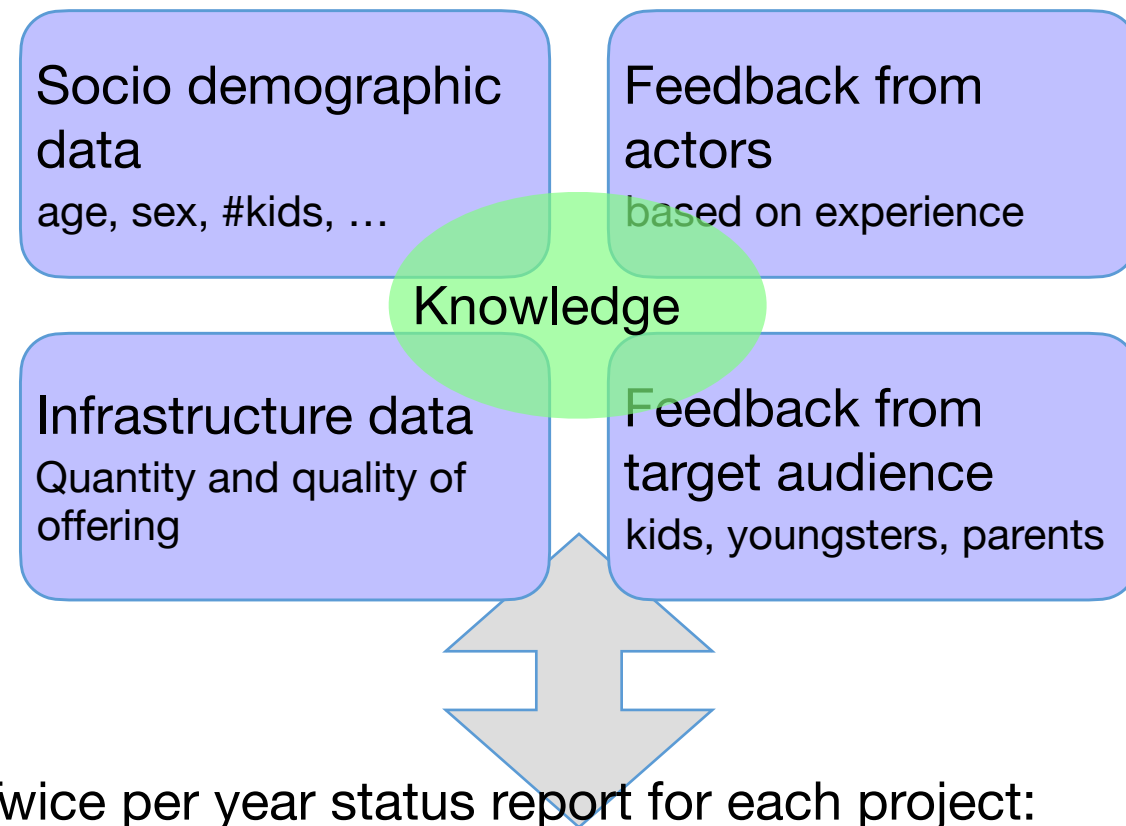 Socio demographic
data
age, sex, #kids, …
Feedback from
actors
based on experience
Knowledge
Infrastructure data
Quantity and quality of
offering
Feedback from
target audience
kids, youngsters, parents
wice per year status report for each project: